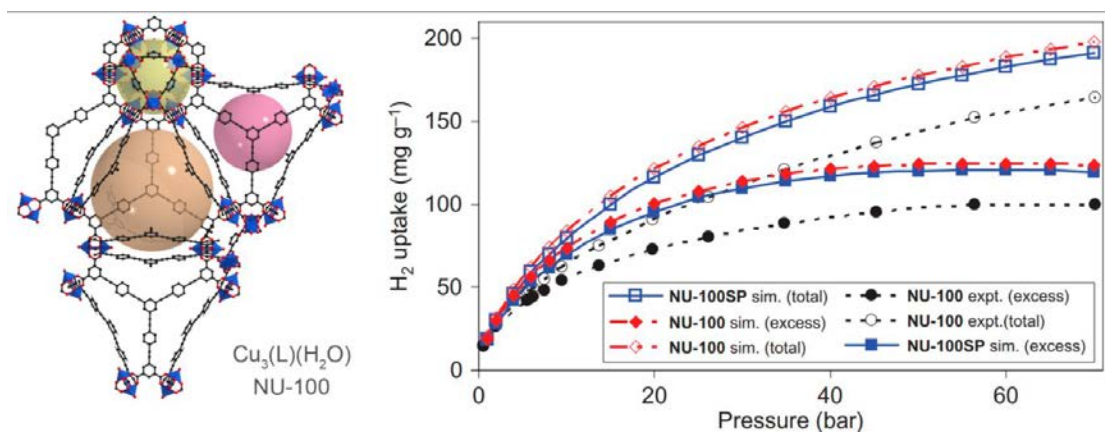 Cu₃(L)(H₂O)
NU-100
H₂ uptake (mg g⁻¹)
200
150
100
50
0
NU-100SP sim. (total)
NU-100 sim. (excess)
NU-100 sim. (total)
NU-100 expt. (excess)
NU-100 expt.(total)
NU-100SP sim. (excess)
0
20
40
60
Pressure (bar)